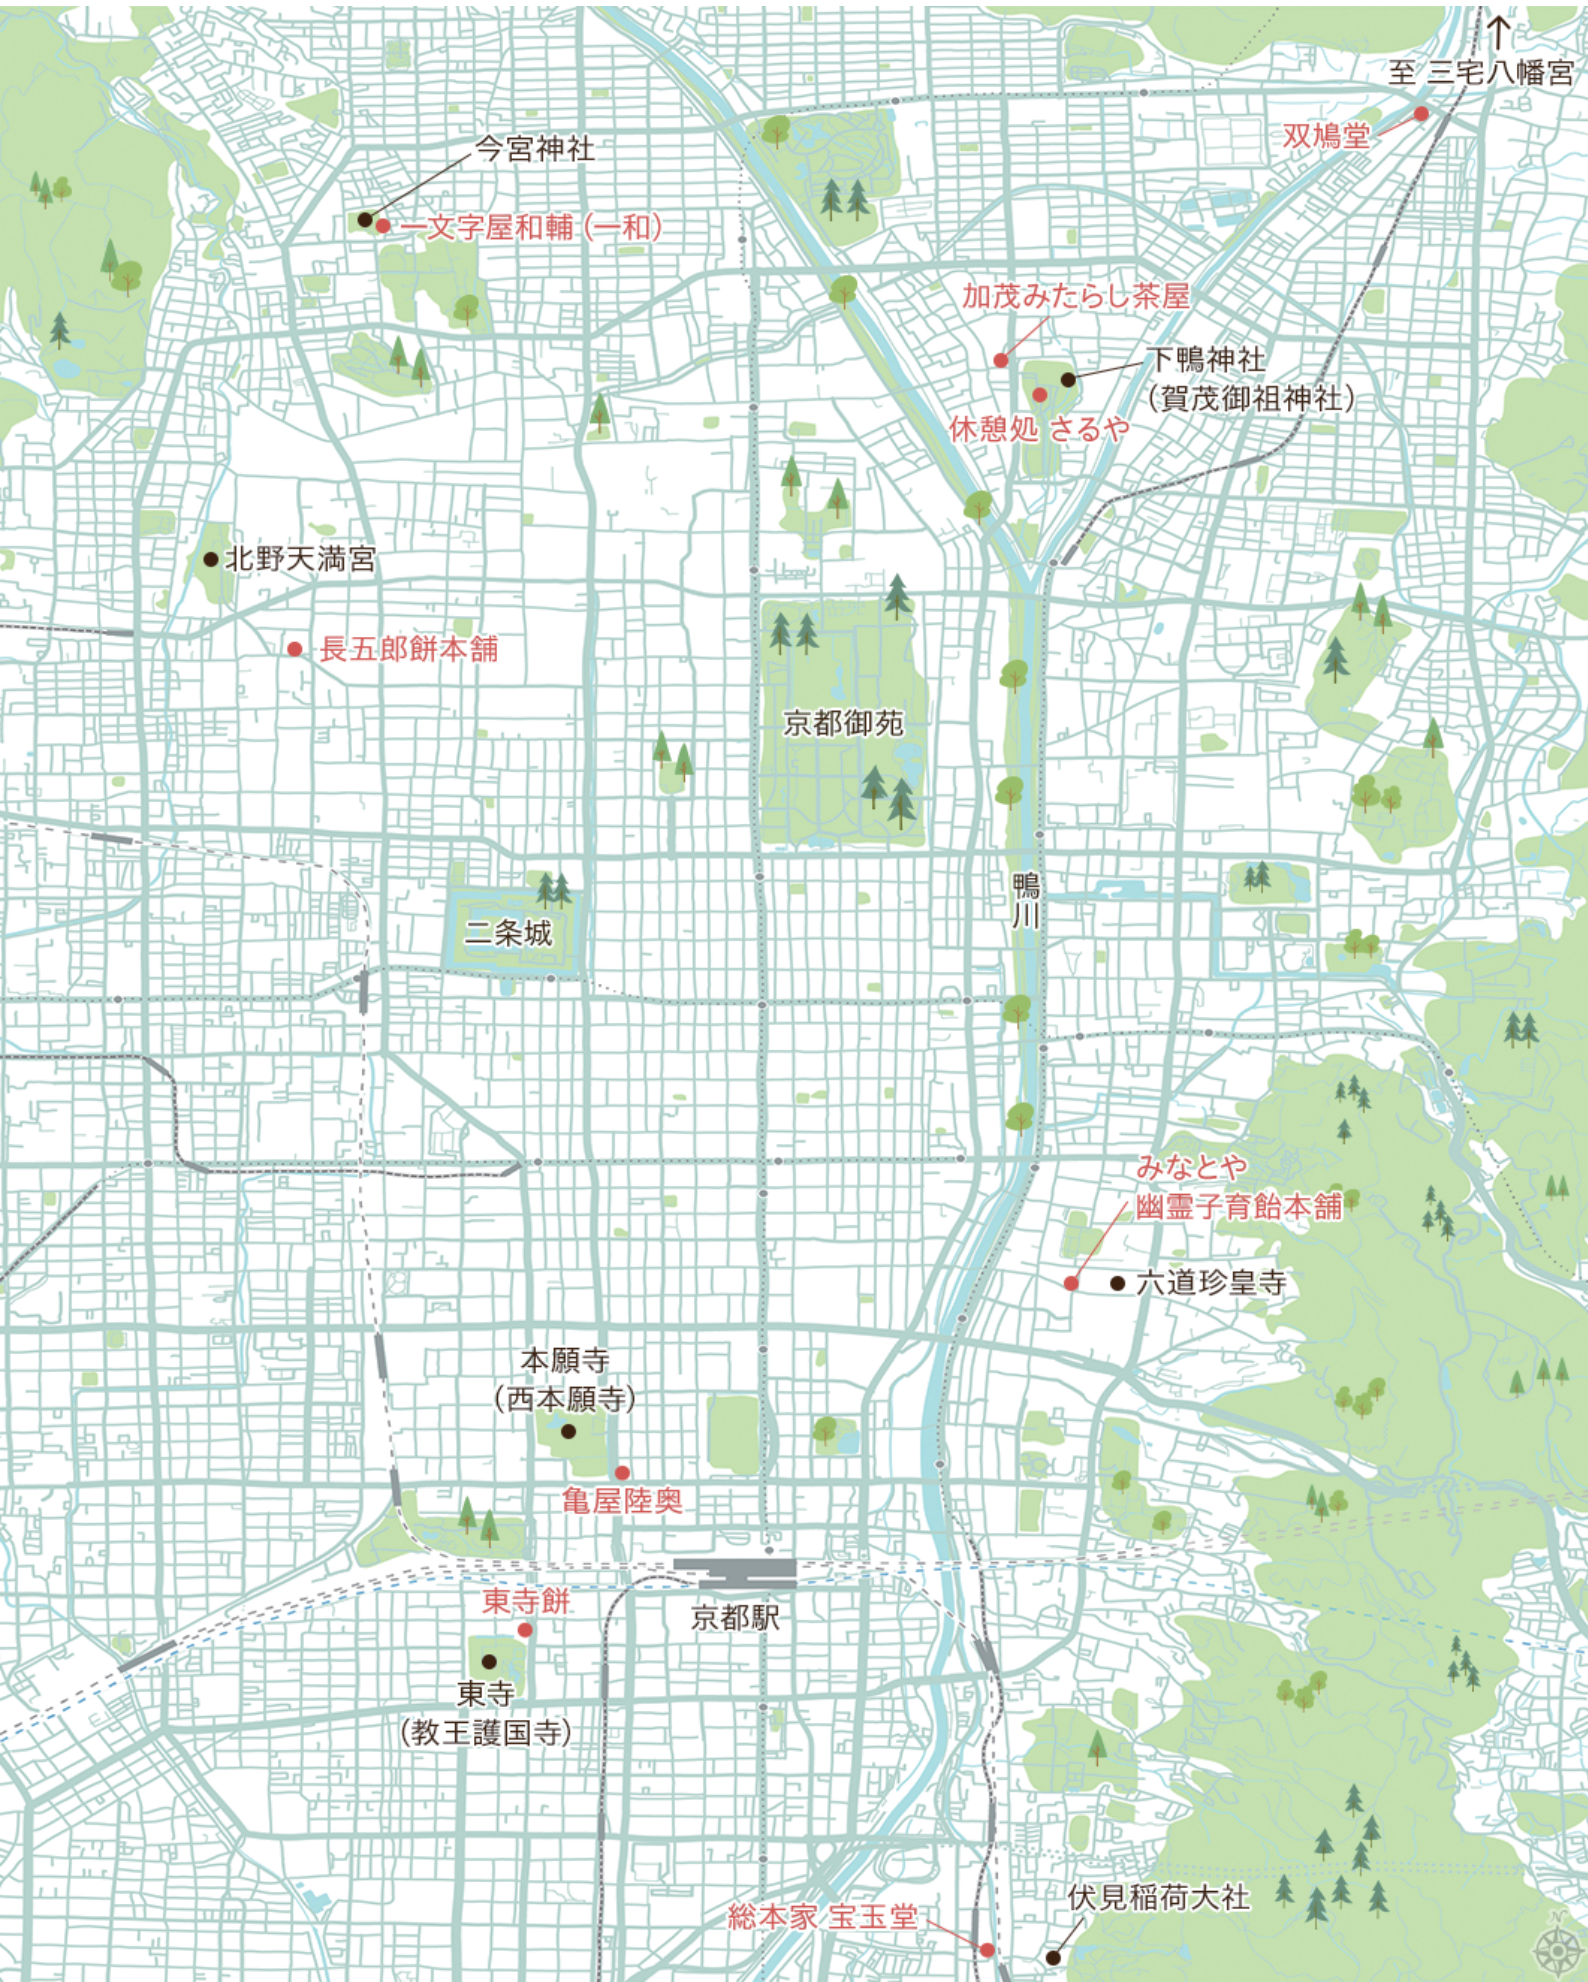 至 三宅八幡宮
双鳩堂
今宮神社
一文字屋和輔(一和)
加茂みたらし茶屋
下鴨神社
(賀茂御祖神社)
休憩処 さるや
北野天満宮
長五郎餅本舗
京都御苑
鴨川
二条城
みなとや
幽霊子育飴本舗
六道珍皇寺
本願寺
(西本願寺)
亀屋陸奥
東寺餅
京都駅
東寺
(教王護国寺)
伏見稲荷大社
総本家 宝玉堂
N